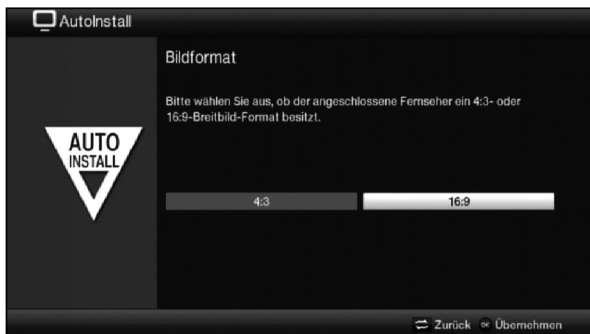 AutoInstall
Bildformat
Bitte wählen Sie aus, ob der angeschlossene Fernseher ein 4:3- oder
16:9-Breitbild-Format besitzt.
AUTO
INSTALL
4:3
16:9
Zurück OK Übernehmen